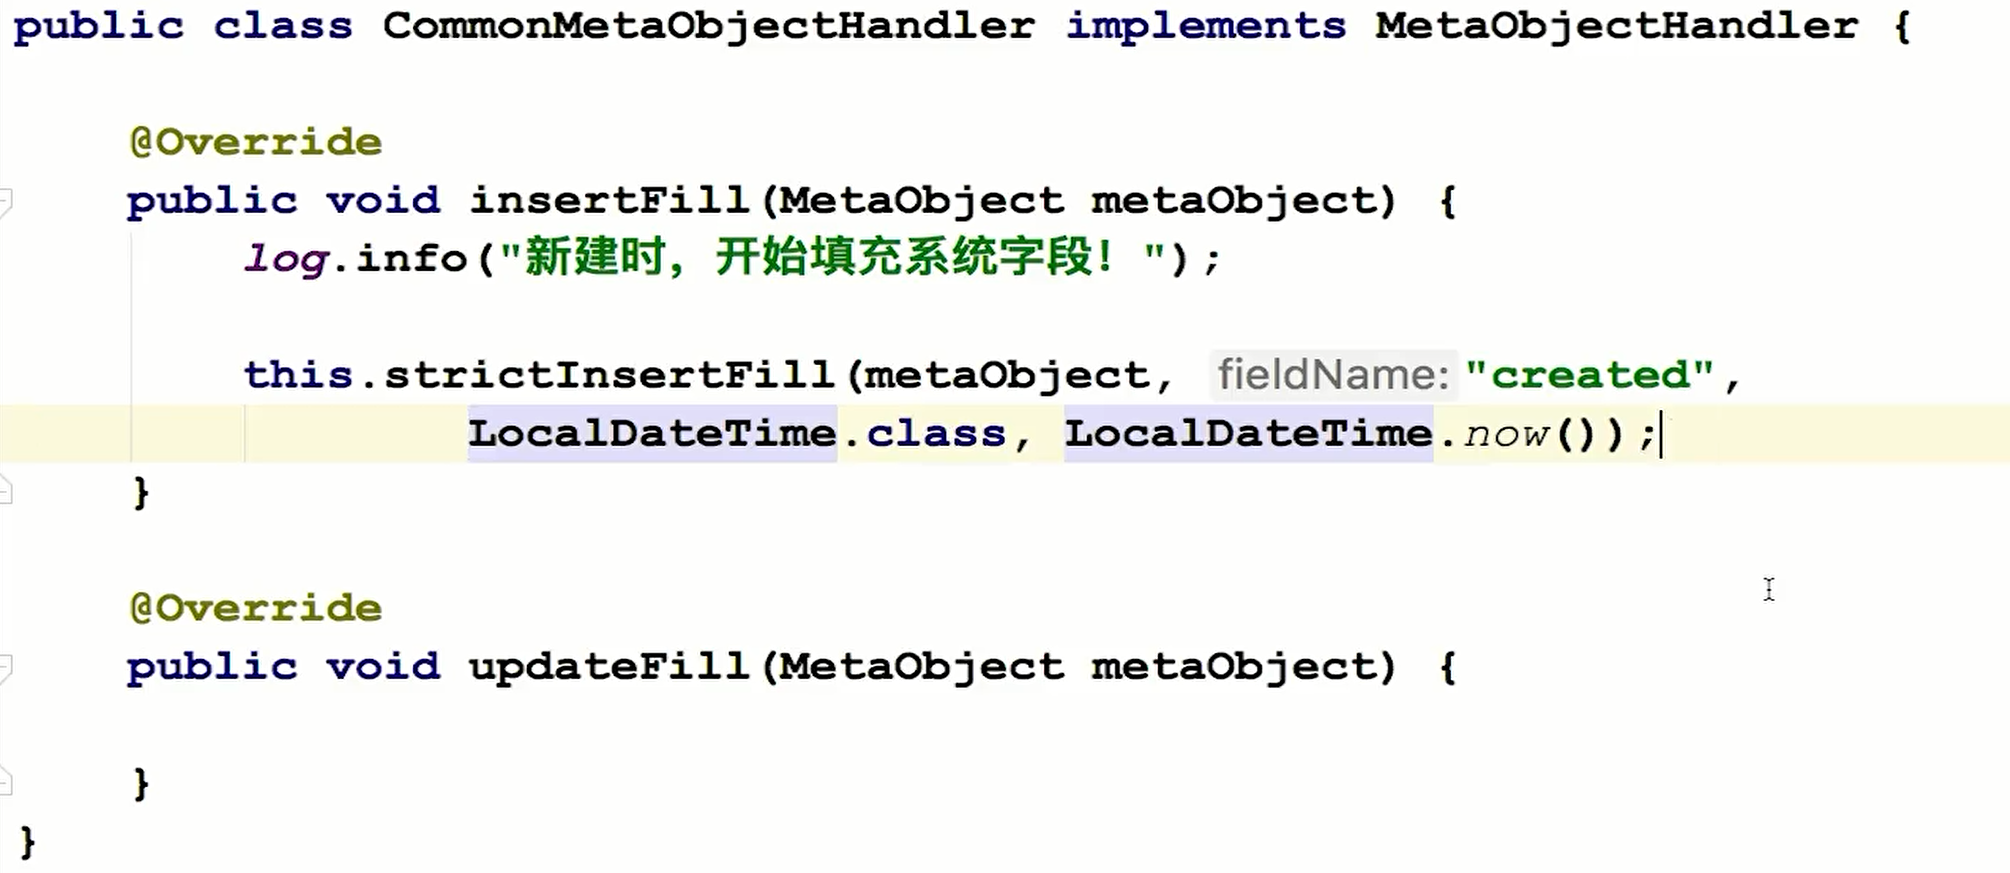 public class CommonMetaObjectHandler implements MetaObjectHandler {
@Override
public void insertFill(MetaObject metaObject) {
log.info("新建时，开始填充系统字段！");
this.strictInsertFill(metaObject, fieldName: "created",
LocalDateTime.class, LocalDateTime.now());
}
@Override
public void updateFill(MetaObject metaObject) {
}
}